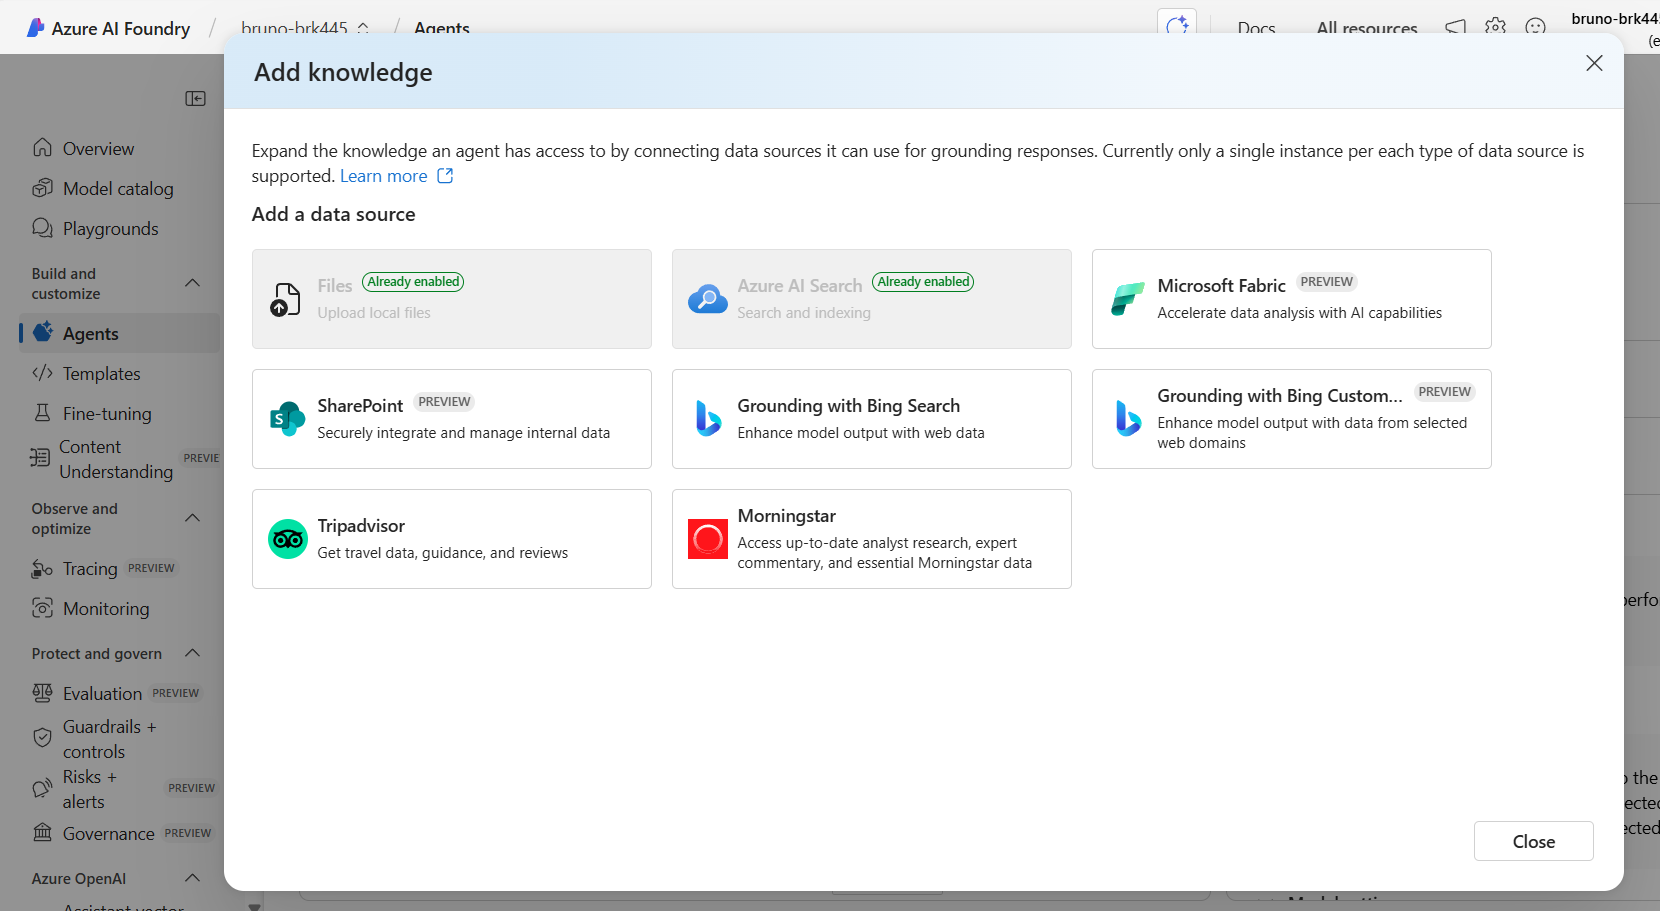 Azure AI Foundry / bruno-brk445 / Agents
Docs
All resources
bruno-brk44
(e
Add knowledge
Expand the knowledge an agent has access to by connecting data sources it can use for grounding responses. Currently only a single instance per each type of data source is
supported. Learn more
Add a data source
Files Already enabled
Upload local files
Azure AI Search Already enabled
Search and indexing
Microsoft Fabric PREVIEW
Accelerate data analysis with AI capabilities
SharePoint PREVIEW
Securely integrate and manage internal data
Grounding with Bing Search
Enhance model output with web data
Grounding with Bing Custom... PREVIEW
Enhance model output with data from selected
web domains
Tripadvisor
Get travel data, guidance, and reviews
Morningstar
Access up-to-date analyst research, expert
commentary, and essential Morningstar data
Close
Overview
Model catalog
Playgrounds
Build and
customize
Agents
Templates
Fine-tuning
Content
Understanding PREVIE
Observe and
optimize
Tracing PREVIEW
Monitoring
Protect and govern
Evaluation PREVIEW
Guardrails +
controls
Risks +
alerts PREVIEW
Governance PREVIEW
Azure OpenAI
Assistant vector
perfo
the
ected
ected